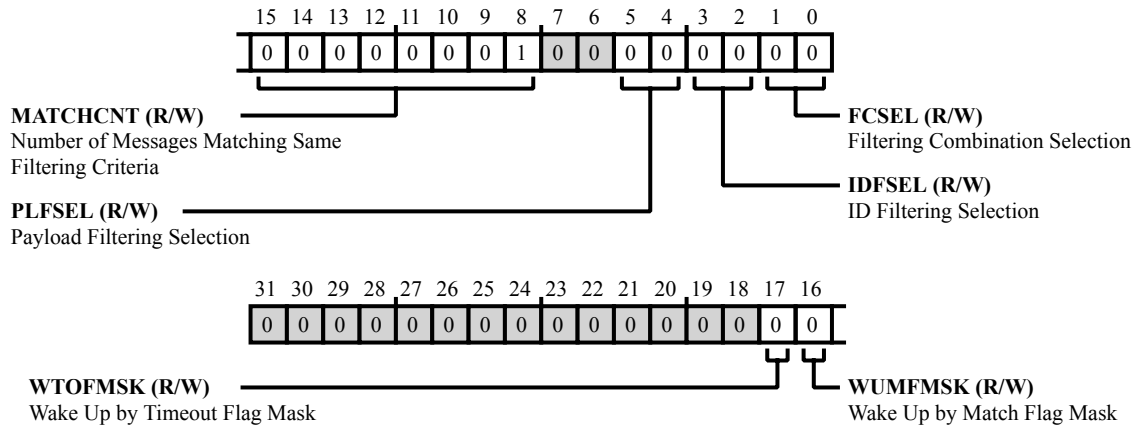 15 14 13 12 11 10 9 8 7 6 5 4 3 2 1 0
0 0 0 0 0 0 0 1 0 0 0 0 0 0 0 0
MATCHCNT (R/W)
Number of Messages Matching Same
Filtering Criteria
FCSEL (R/W)
Filtering Combination Selection
PLFSEL (R/W)
Payload Filtering Selection
IDFSEL (R/W)
ID Filtering Selection
31 30 29 28 27 26 25 24 23 22 21 20 19 18 17 16
0 0 0 0 0 0 0 0 0 0 0 0 0 0 0 0
WTOFMSK (R/W)
Wake Up by Timeout Flag Mask
WUMFMSK (R/W)
Wake Up by Match Flag Mask